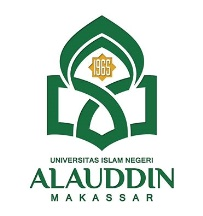 1965
UNIVERSITAS ISLAM NEGERI
ALAUDDIN
MAKASSAR